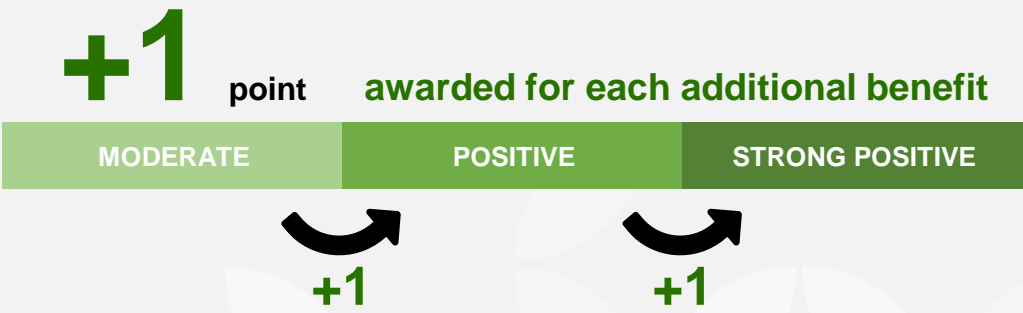 +1 point awarded for each additional benefit
MODERATE POSITIVE STRONG POSITIVE
+1 +1